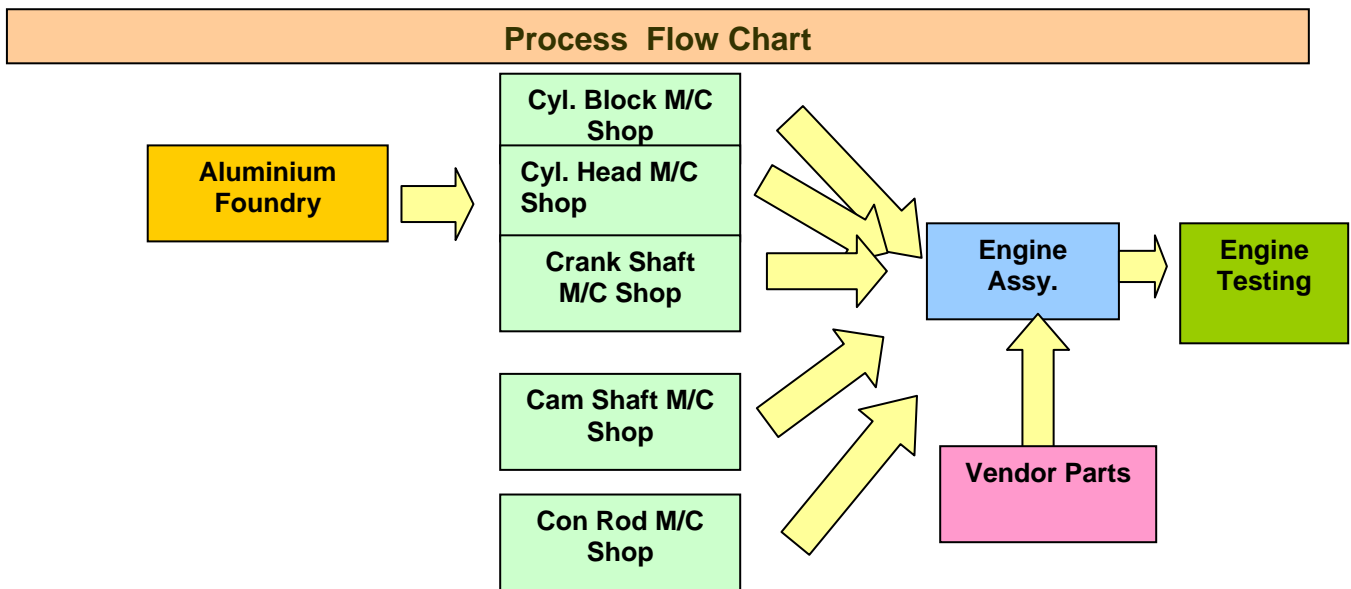 Process Flow Chart
Cyl. Block M/C
Shop
Aluminium
Foundry
Cyl. Head M/C
Shop
Crank Shaft
M/C Shop
Engine
Assy.
Engine
Testing
Cam Shaft M/C
Shop
Vendor Parts
Con Rod M/C
Shop